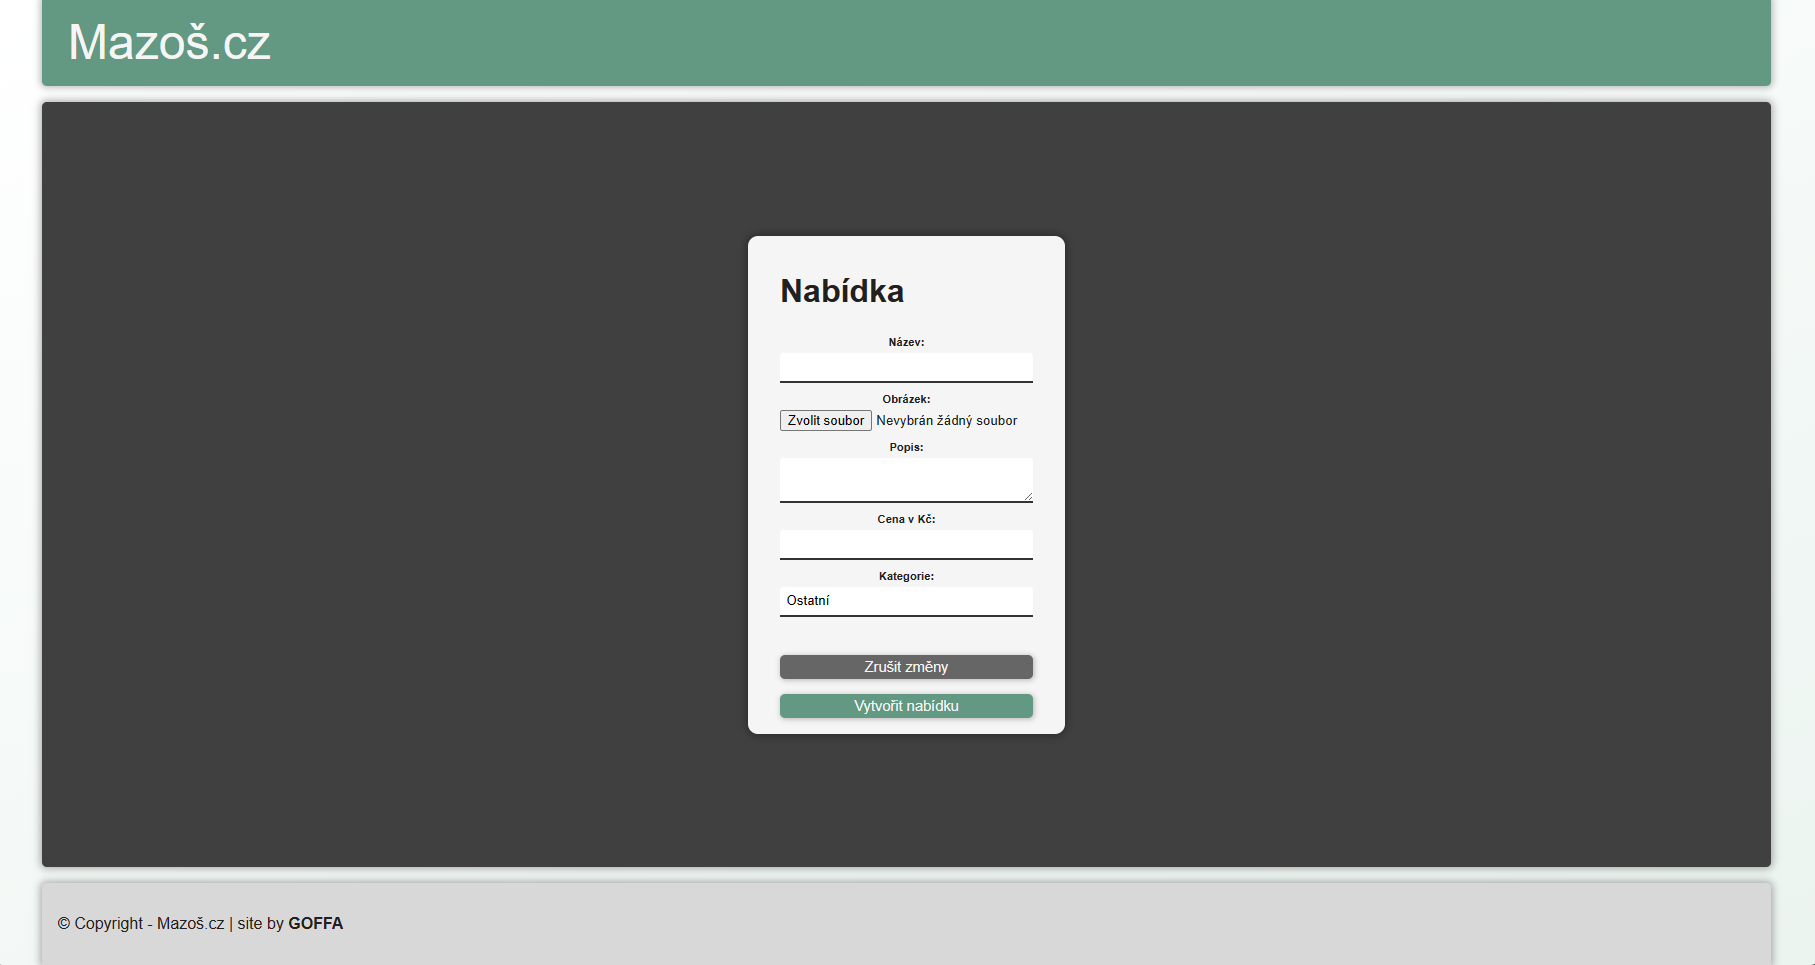 Mazoš.cz
Nabídka
Název:
Obrázek:
Zvolit soubor Nevybrán žádný soubor
Popis:
Cena v Kč:
Kategorie:
Ostatní
Zrušit změny
Vytvořit nabídku
© Copyright - Mazoš.cz | site by GOFFA